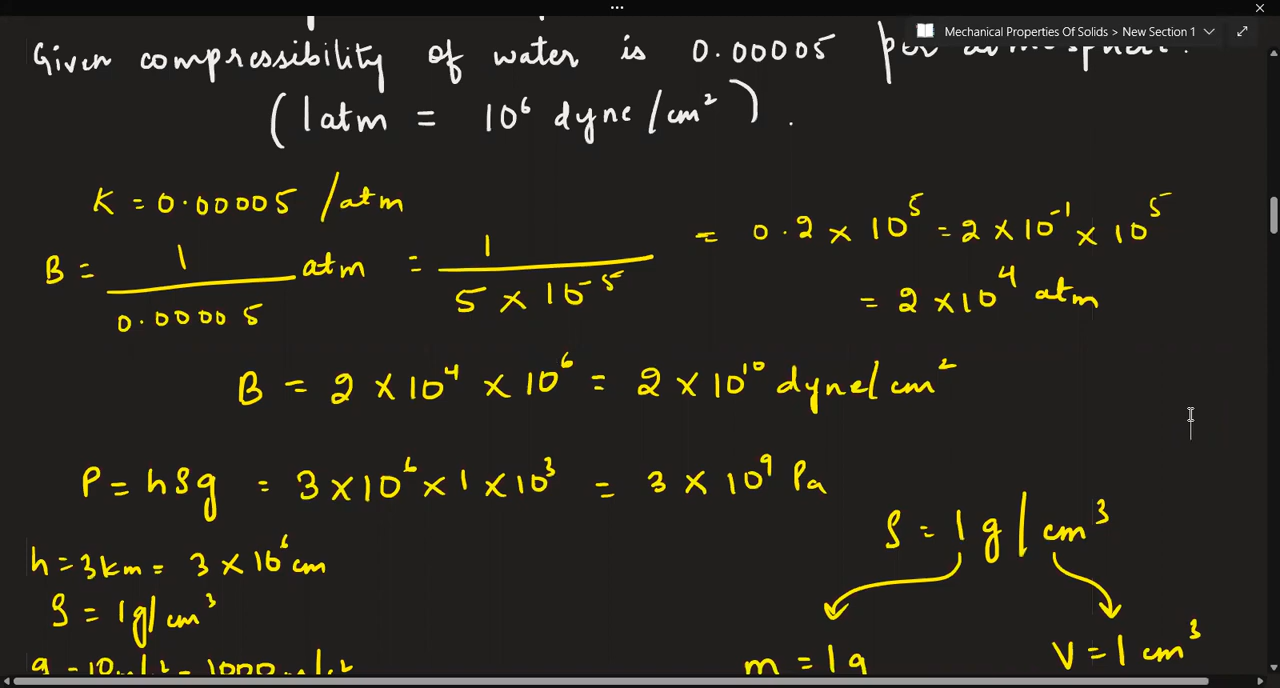 Mechanical Properties Of Solids > New Section 1
Given compressibility of water is 0.00005 per atmosphere.
(1atm = 10⁶ dyne/cm²).
K = 0.00005 /atm
B = 1/0.00005 atm = 1/(5 × 10⁻⁵) = 0.2 × 10⁵ = 2 × 10⁻¹ × 10⁵
= 2 × 10⁴ atm
B = 2 × 10⁴ × 10⁶ = 2 × 10¹⁰ dyne/cm²
P = hρg = 3 × 10⁶ × 1 × 10³ = 3 × 10⁹ Pa
ρ = 1 g/cm³
h = 3km = 3 × 10⁶ cm
ρ = 1g/cm³
m = 1g
V = 1 cm³